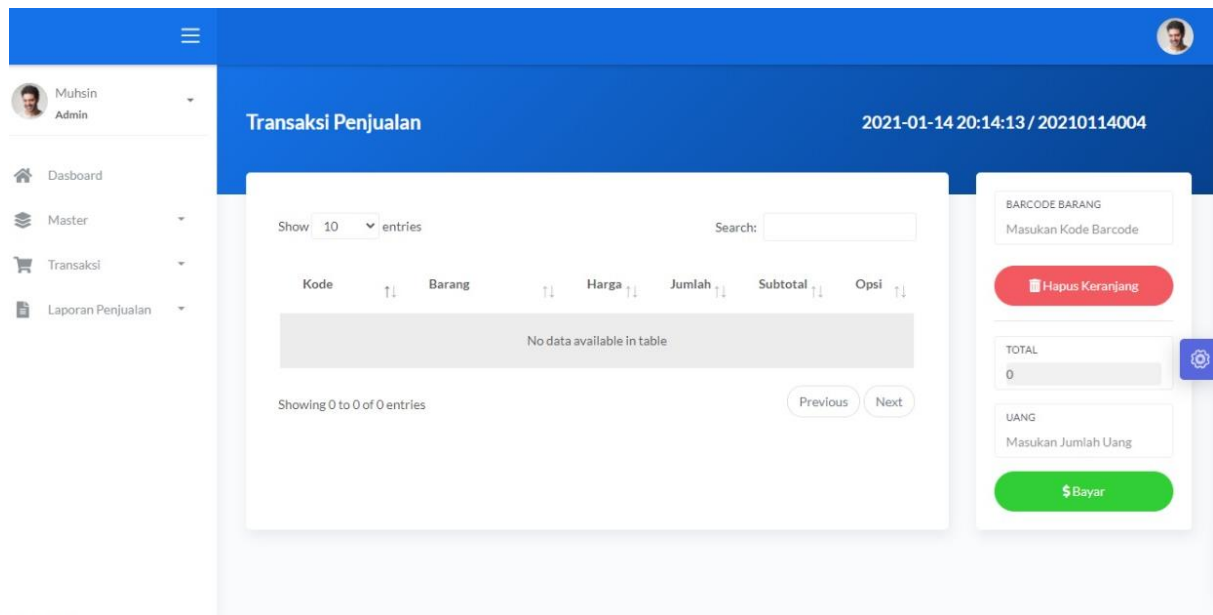 Muhsin
Admin
Dasboard
Master
Transaksi
Laporan Penjualan
Transaksi Penjualan
2021-01-14 20:14:13 / 20210114004
Show 10 entries
Search:
Kode Barang Harga Jumlah Subtotal Opsi
No data available in table
Showing 0 to 0 of 0 entries
Previous Next
BARCODE BARANG
Masukan Kode Barcode
Hapus Keranjang
TOTAL
0
UANG
Masukan Jumlah Uang
$ Bayar